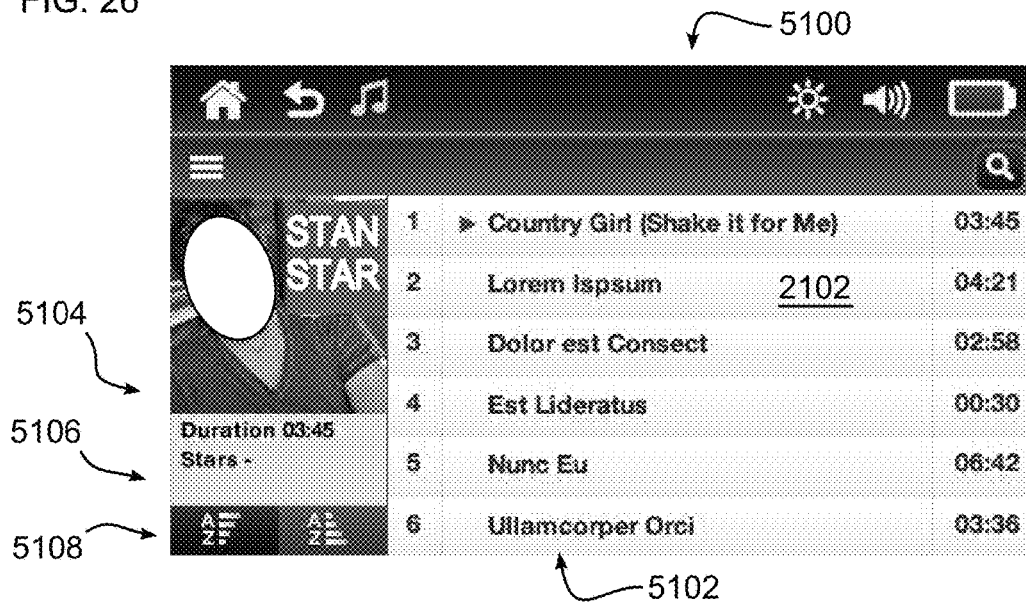 FIG. 26
5100
STAN
STAR
1 Country Girl (Shake it for Me) 03:45
2 Lorem Ispsum 2102 04:21
3 Dolor est Consect 02:58
4 Est Lideratus 00:30
5 Nunc Eu 06:42
6 Ullamcorper Orci 03:36
5104
Duration 03:45
5106
Stars -
5108
A
Z
A
Z
5102